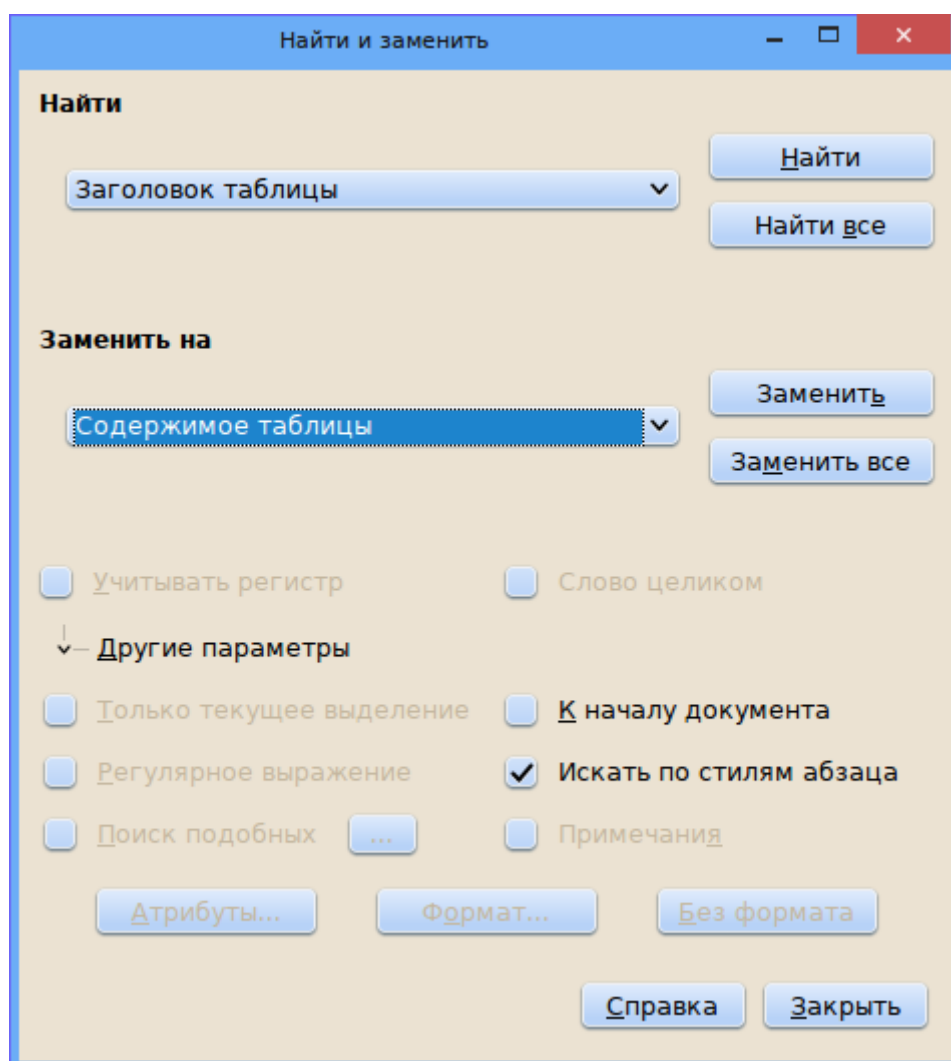 Найти и заменить
Найти
Найти
Заголовок таблицы
Найти все
Заменить на
Заменить
Содержимое таблицы
Заменить все
Учитывать регистр Слово целиком
Другие параметры
Только текущее выделение К началу документа
Регулярное выражение Искать по стилям абзаца
Поиск подобных ... Примечания
Атрибуты... Формат... Без формата
Справка Закрыть